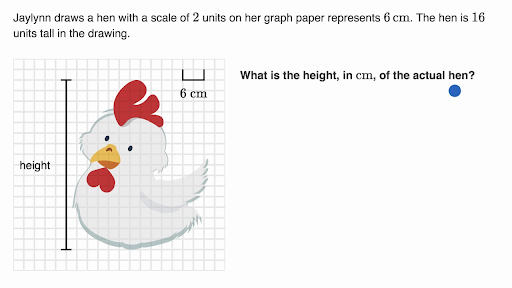 Jaylynn draws a hen with a scale of 2 units on her graph paper represents 6 cm. The hen is 16
units tall in the drawing.
What is the height, in cm, of the actual hen?
6 cm
height